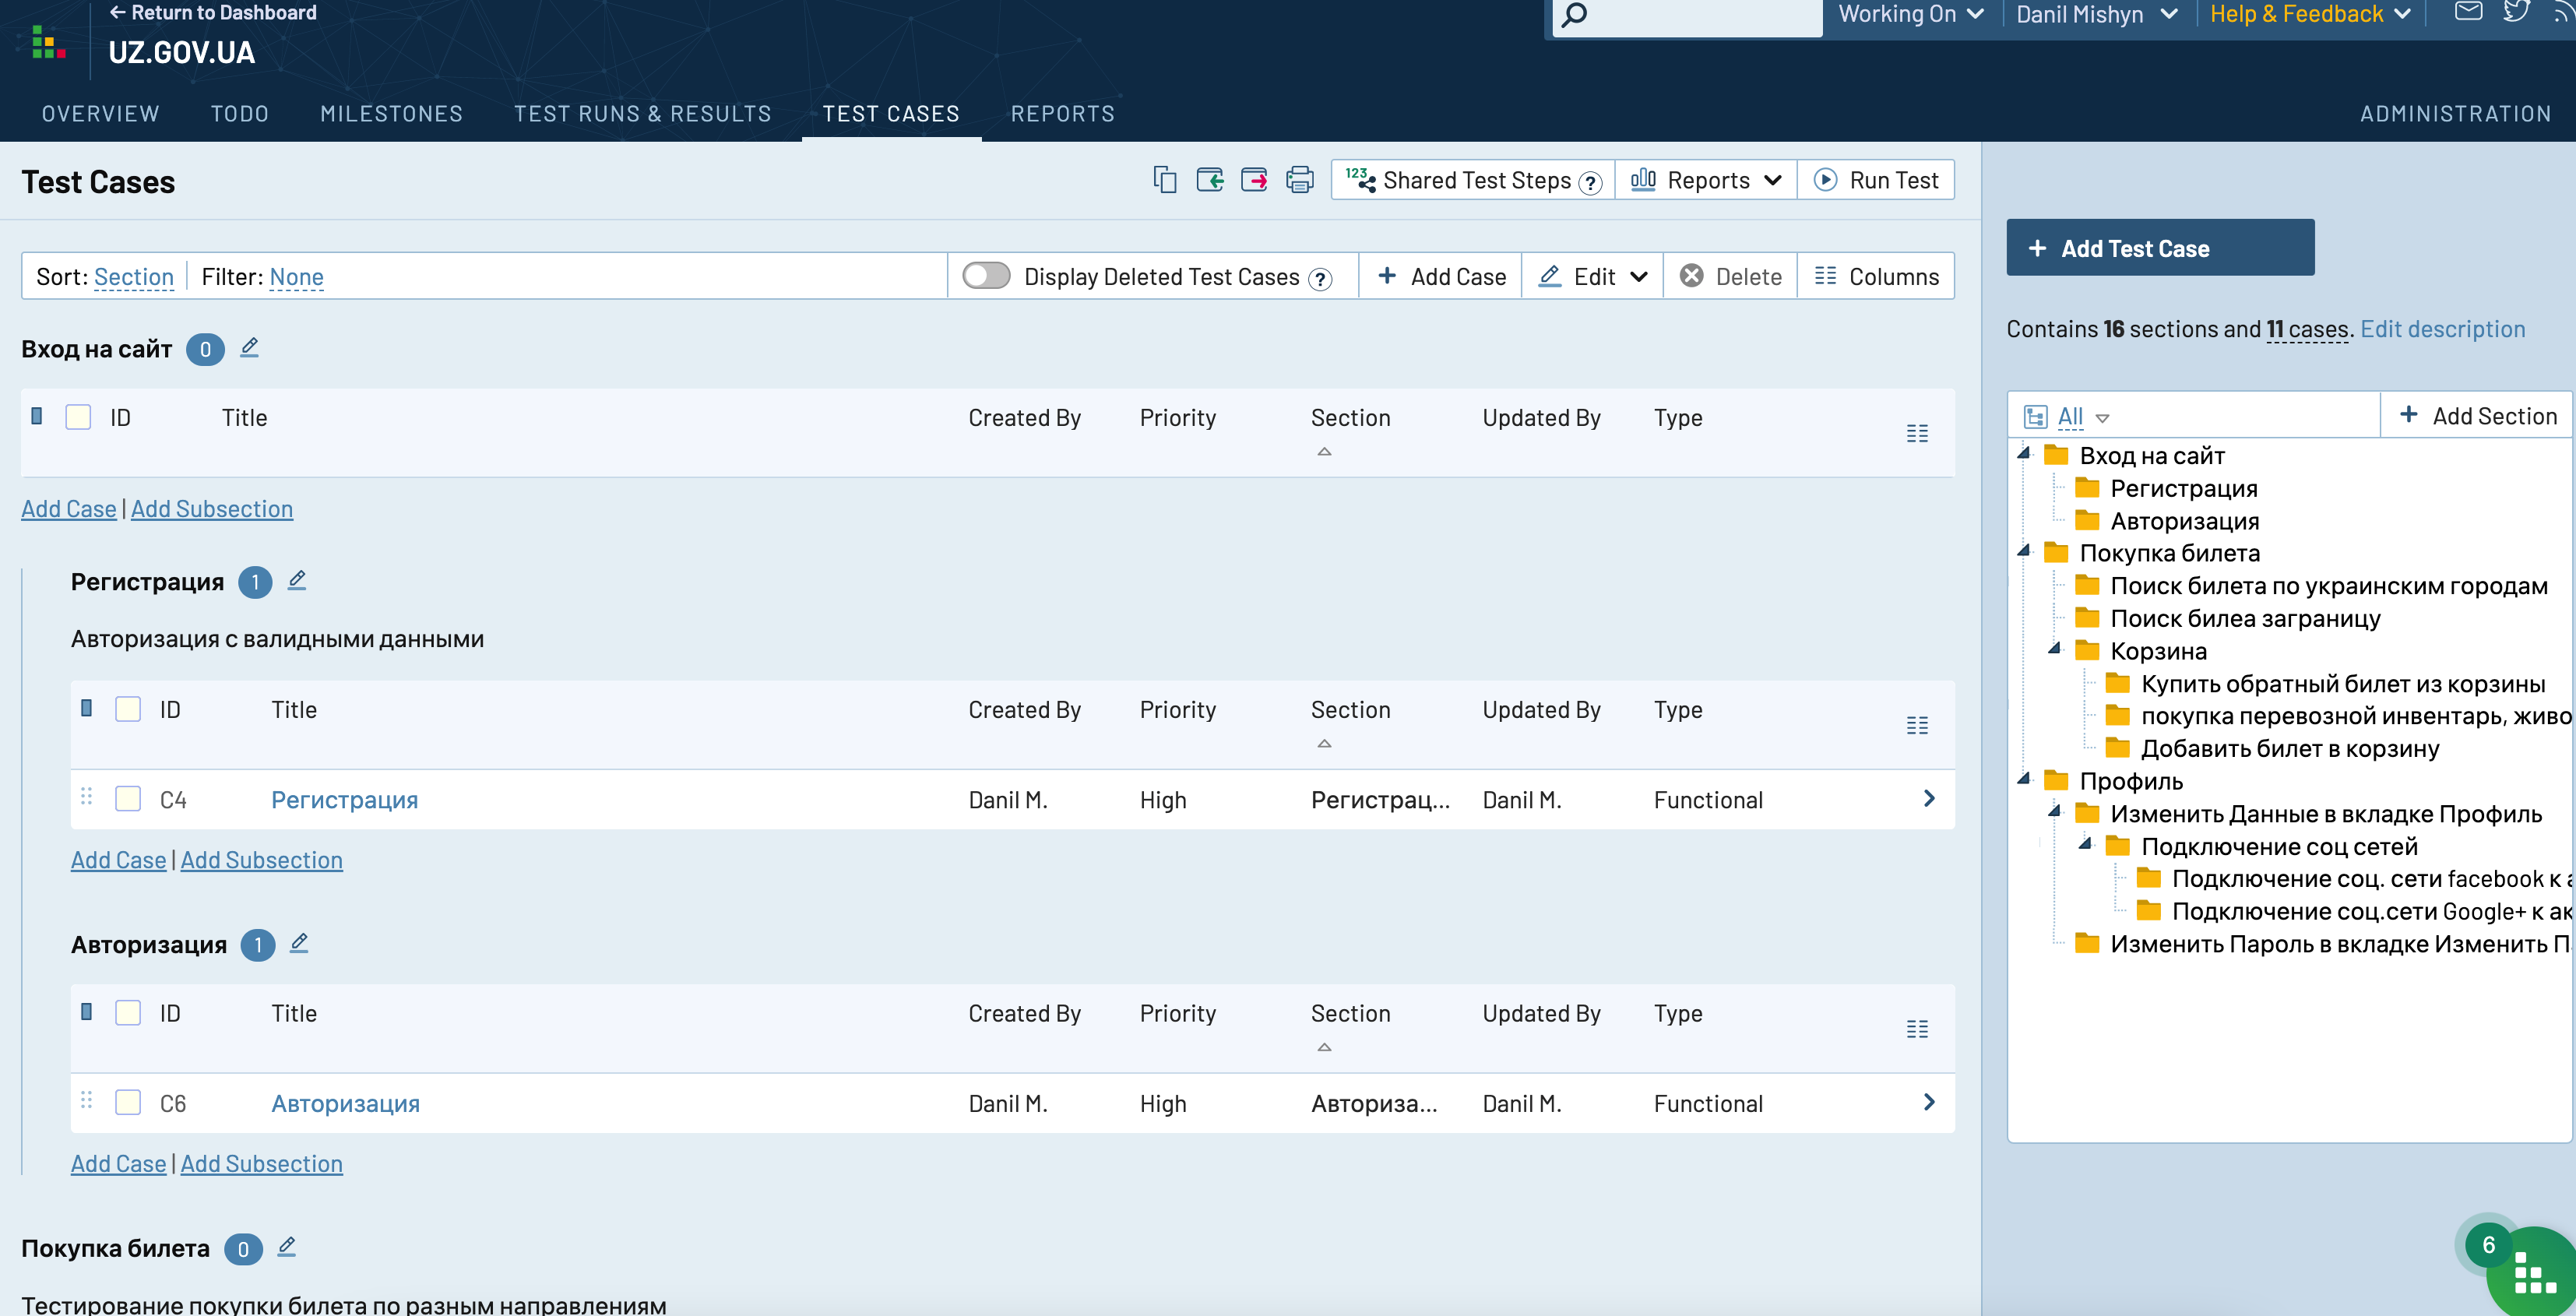 ← Return to Dashboard
UZ.GOV.UA
Working On
Danil Mishyn
Help & Feedback
OVERVIEW TODO MILESTONES TEST RUNS & RESULTS TEST CASES REPORTS ADMINISTRATION
Test Cases
123 Shared Test Steps ? Reports Run Test
Sort: Section Filter: None
Display Deleted Test Cases ? + Add Case Edit Delete Columns
Вход на сайт 0
ID Title Created By Priority Section Updated By Type
Add Case | Add Subsection
Регистрация 1
Авторизация с валидными данными
ID Title Created By Priority Section Updated By Type
C4 Регистрация Danil M. High Регистрац... Danil M. Functional
Add Case | Add Subsection
Авторизация 1
ID Title Created By Priority Section Updated By Type
C6 Авторизация Danil M. High Авториза... Danil M. Functional
Add Case | Add Subsection
Покупка билета 0
Тестирование покупки билета по разным направлениям
+ Add Test Case
Contains 16 sections and 11 cases. Edit description
All + Add Section
Вход на сайт
Регистрация
Авторизация
Покупка билета
Поиск билета по украинским городам
Поиск билеа заграницу
Корзина
Купить обратный билет из корзины
покупка перевозной инвентарь, живо
Добавить билет в корзину
Профиль
Изменить Данные в вкладке Профиль
Подключение соц сетей
Подключение соц. сети facebook к а
Подключение соц.сети Google+ к ак
Изменить Пароль в вкладке Изменить П
6